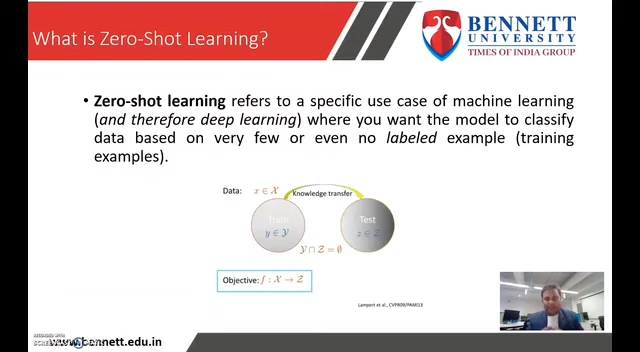 What is Zero-Shot Learning?
BENNETT
UNIVERSITY
TIMES OF INDIA GROUP
• Zero-shot learning refers to a specific use case of machine learning
(and therefore deep learning) where you want the model to classify
data based on very few or even no labeled example (training
examples).
Data: x ∈ X
Knowledge transfer
Train
Test
y ∈ Y
z ∈ Z
Y ∩ Z = ∅
Objective: f : X → Z
Lampert et al., CVPR09/PAMI13
RECORDED WITH
www.bennett.edu.in